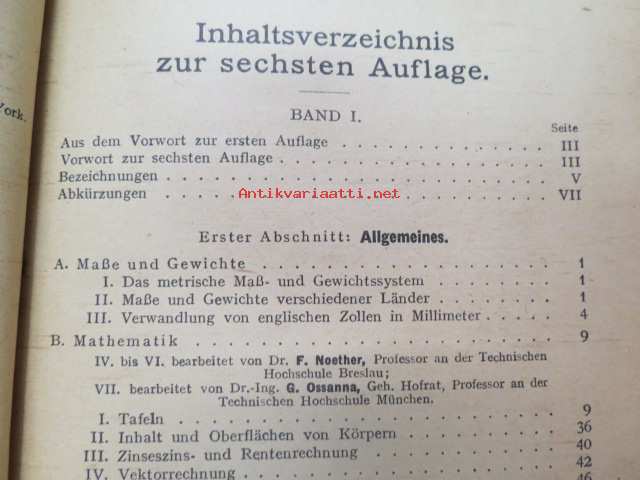 Inhaltsverzeichnis
zur sechsten Auflage.
BAND I.
Seite
Aus dem Vorwort zur ersten Auflage . . . . . . . . . . . III
Vorwort zur sechsten Auflage . . . . . . . . . . . . . III
Bezeichnungen . . . . . . . . . . . . . . . . . V
Abkürzungen . . . . . . . . . . . . . . . . . VII
Antikvariaatti.net
Erster Abschnitt: Allgemeines.
A. Maße und Gewichte . . . . . . . . . . . . . . 1
I. Das metrische Maß- und Gewichtssystem . . . . . . 1
II. Maße und Gewichte verschiedener Länder . . . . . . 1
III. Verwandlung von englischen Zollen in Millimeter . . . . 4
B. Mathematik . . . . . . . . . . . . . . . . . 9
IV. bis VI. bearbeitet von Dr. F. Noether, Professor an der Technischen
Hochschule Breslau;
VII. bearbeitet von Dr.-Ing. G. Ossanna, Geh. Hofrat, Professor an der
Technischen Hochschule München.
I. Tafeln . . . . . . . . . . . . . . . . . 9
II. Inhalt und Oberflächen von Körpern . . . . . . . . 36
III. Zinseszins- und Rentenrechnung . . . . . . . . . 40
IV. Vektorrechnung . . . . . . . . . . . . . . 42
46
York.